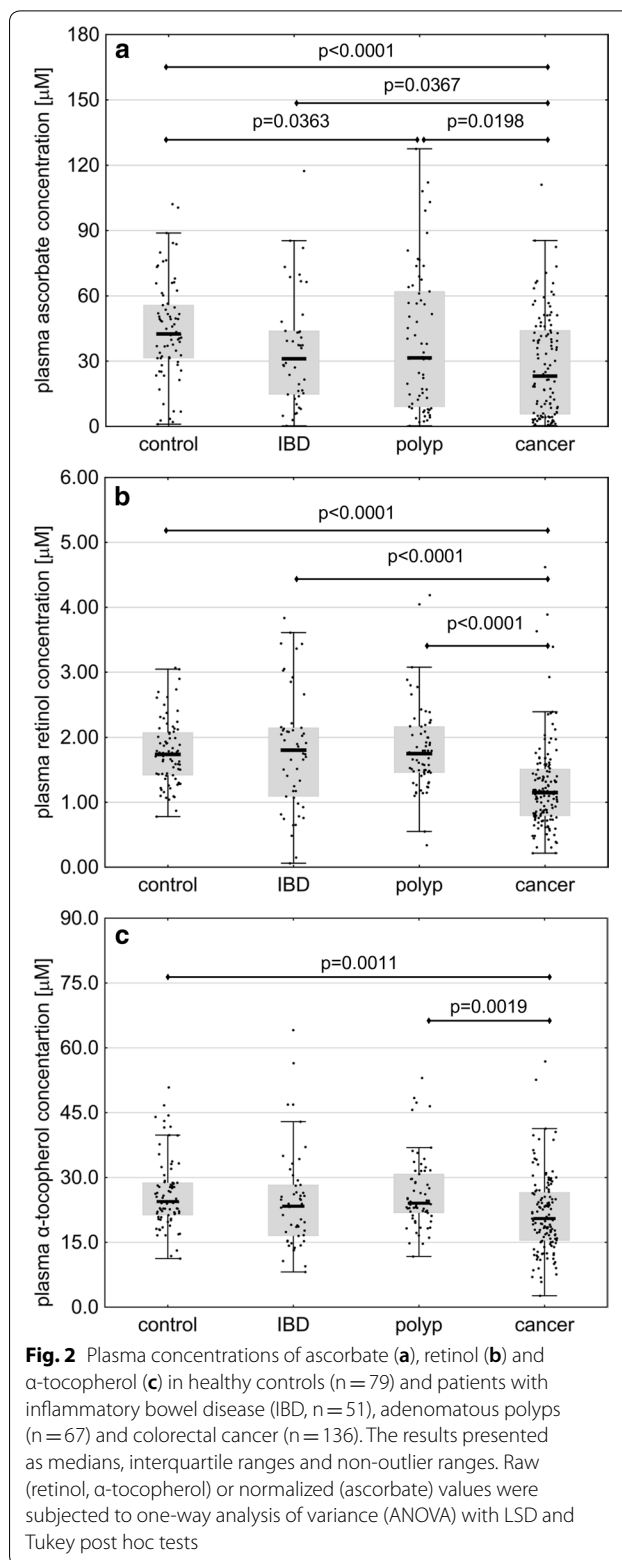 a
p<0.0001
p=0.0367
p=0.0363
p=0.0198
plasma ascorbate concentration [μM]
180
150
120
90
60
30
0
control IBD polyp cancer
b
p<0.0001
p<0.0001
p<0.0001
plasma retinol concentration [μM]
6.00
5.00
4.00
3.00
2.00
1.00
0.00
control IBD polyp cancer
c
p=0.0011
p=0.0019
plasma α-tocopherol concentartion [μM]
90.0
75.0
60.0
45.0
30.0
15.0
0.0
control IBD polyp cancer
Fig. 2 Plasma concentrations of ascorbate (a), retinol (b) and
α-tocopherol (c) in healthy controls (n = 79) and patients with
inflammatory bowel disease (IBD, n = 51), adenomatous polyps
(n = 67) and colorectal cancer (n = 136). The results presented
as medians, interquartile ranges and non-outlier ranges. Raw
(retinol, α-tocopherol) or normalized (ascorbate) values were
subjected to one-way analysis of variance (ANOVA) with LSD and
Tukey post hoc tests